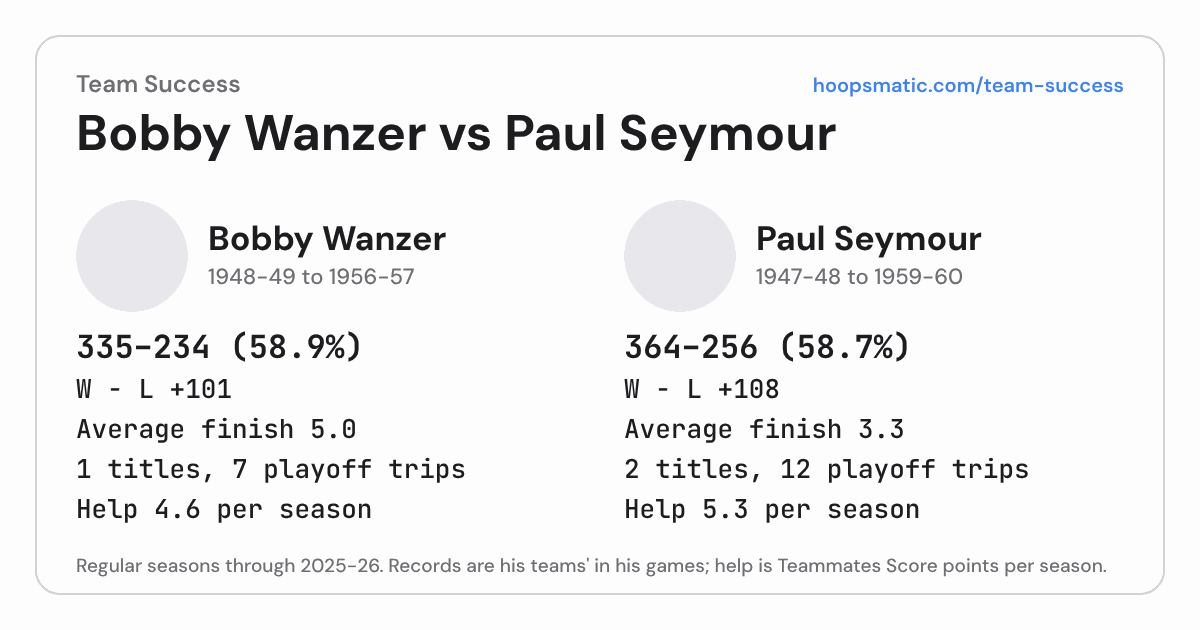 Team Success
hoopsmatic.com/team-success
Bobby Wanzer vs Paul Seymour
Bobby Wanzer
1948-49 to 1956-57
335-234 (58.9%)
W - L +101
Average finish 5.0
1 titles, 7 playoff trips
Help 4.6 per season
Paul Seymour
1947-48 to 1959-60
364-256 (58.7%)
W - L +108
Average finish 3.3
2 titles, 12 playoff trips
Help 5.3 per season
Regular seasons through 2025-26. Records are his teams' in his games; help is Teammates Score points per season.